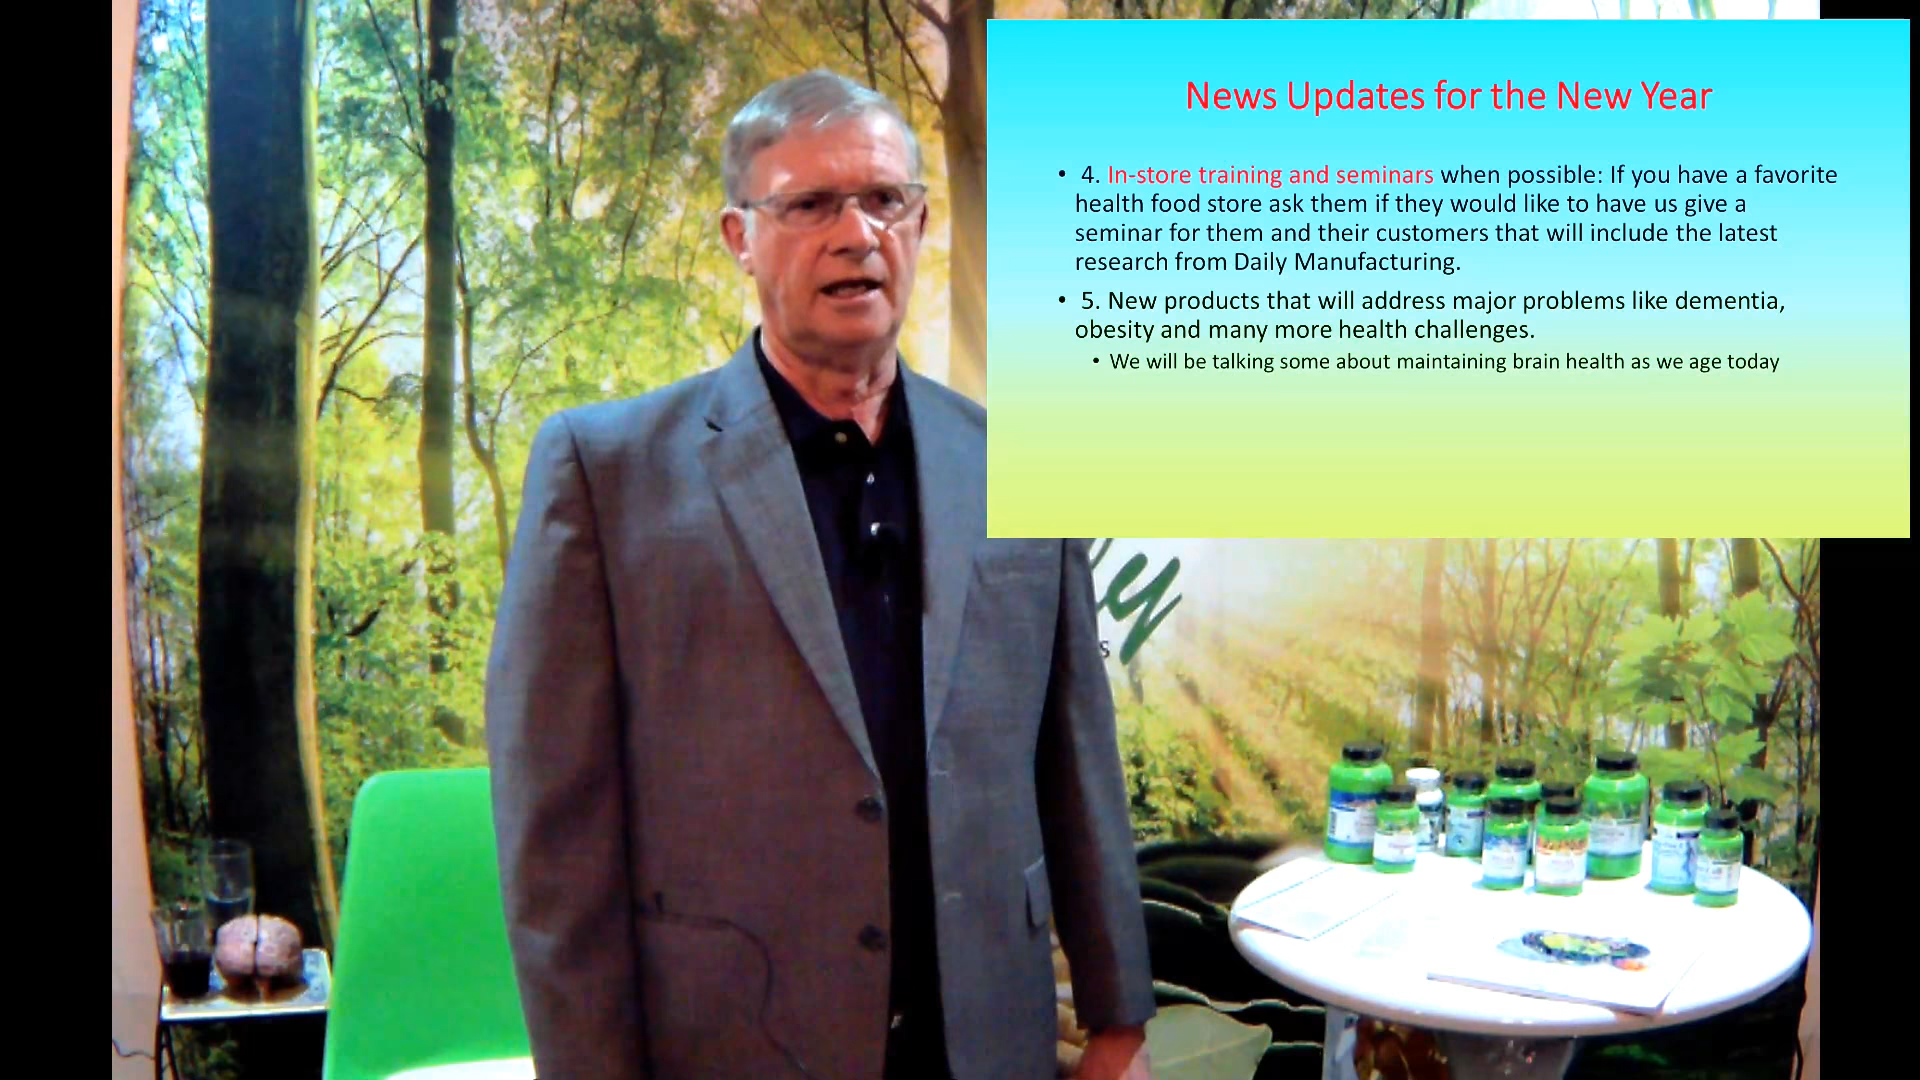 News Updates for the New Year
• 4. In-store training and seminars when possible: If you have a favorite
health food store ask them if they would like to have us give a
seminar for them and their customers that will include the latest
research from Daily Manufacturing.
• 5. New products that will address major problems like dementia,
obesity and many more health challenges.
• We will be talking some about maintaining brain health as we age today